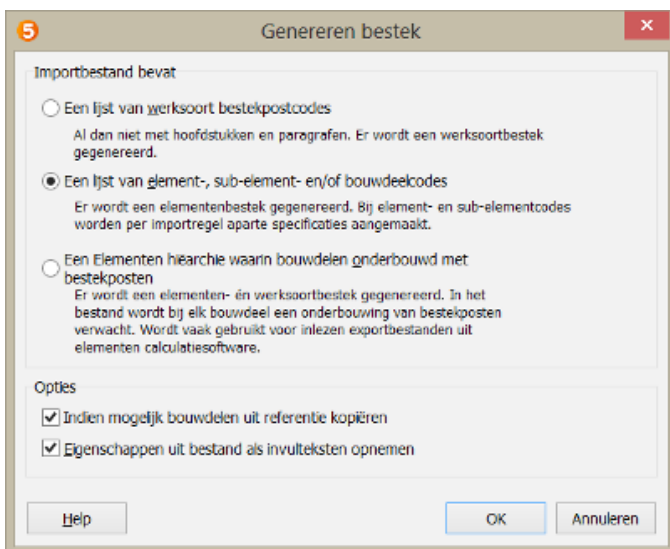 5
Genereren bestek
x
Importbestand bevat
Een lijst van werksoort bestekpostcodes
Al dan niet met hoofdstukken en paragrafen. Er wordt een werksoortbestek
gegenereerd.
Een lijst van element-, sub-element- en/of bouwdeelcodes
Er wordt een elementenbestek gegenereerd. Bij element- en sub-elementcodes
worden per importregel aparte specificaties aangemaakt.
Een Elementen hiërarchie waarin bouwdelen onderbouwd met
bestekposten
Er wordt een elementen- én werksoortbestek gegenereerd. In het
bestand wordt bij elk bouwdeel een onderbouwing van bestekposten
verwacht. Wordt vaak gebruikt voor inlezen exportbestanden uit
elementen calculatiesoftware.
Opties
Indien mogelijk bouwdelen uit referentie kopiëren
Eigenschappen uit bestand als invulteksten opnemen
Help
OK
Annuleren